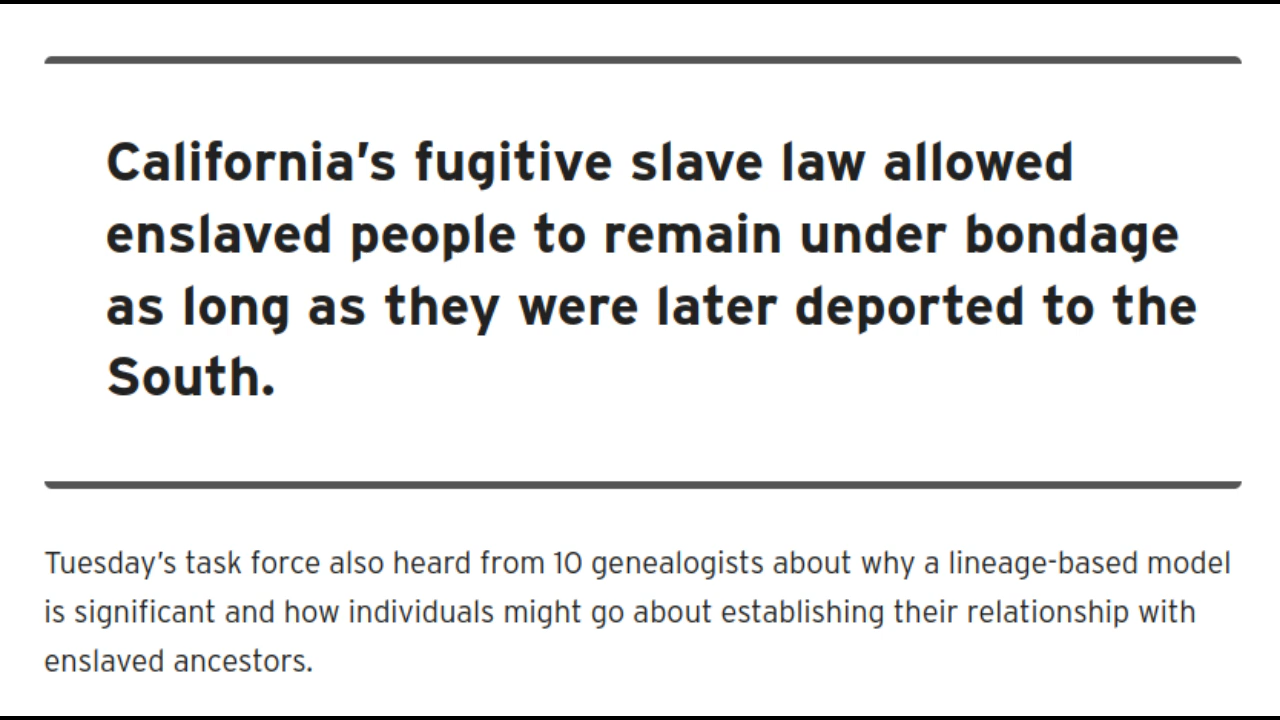 California’s fugitive slave law allowed
enslaved people to remain under bondage
as long as they were later deported to the
South.
Tuesday’s task force also heard from 10 genealogists about why a lineage-based model
is significant and how individuals might go about establishing their relationship with
enslaved ancestors.